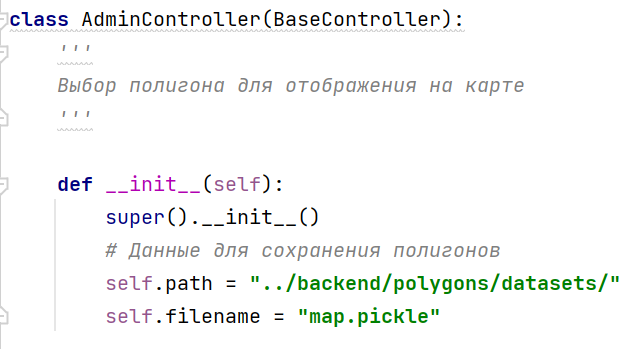 class AdminController(BaseController):
'''
Выбор полигона для отображения на карте
'''
def __init__(self):
super().__init__()
# Данные для сохранения полигонов
self.path = "../backend/polygons/datasets/"
self.filename = "map.pickle"